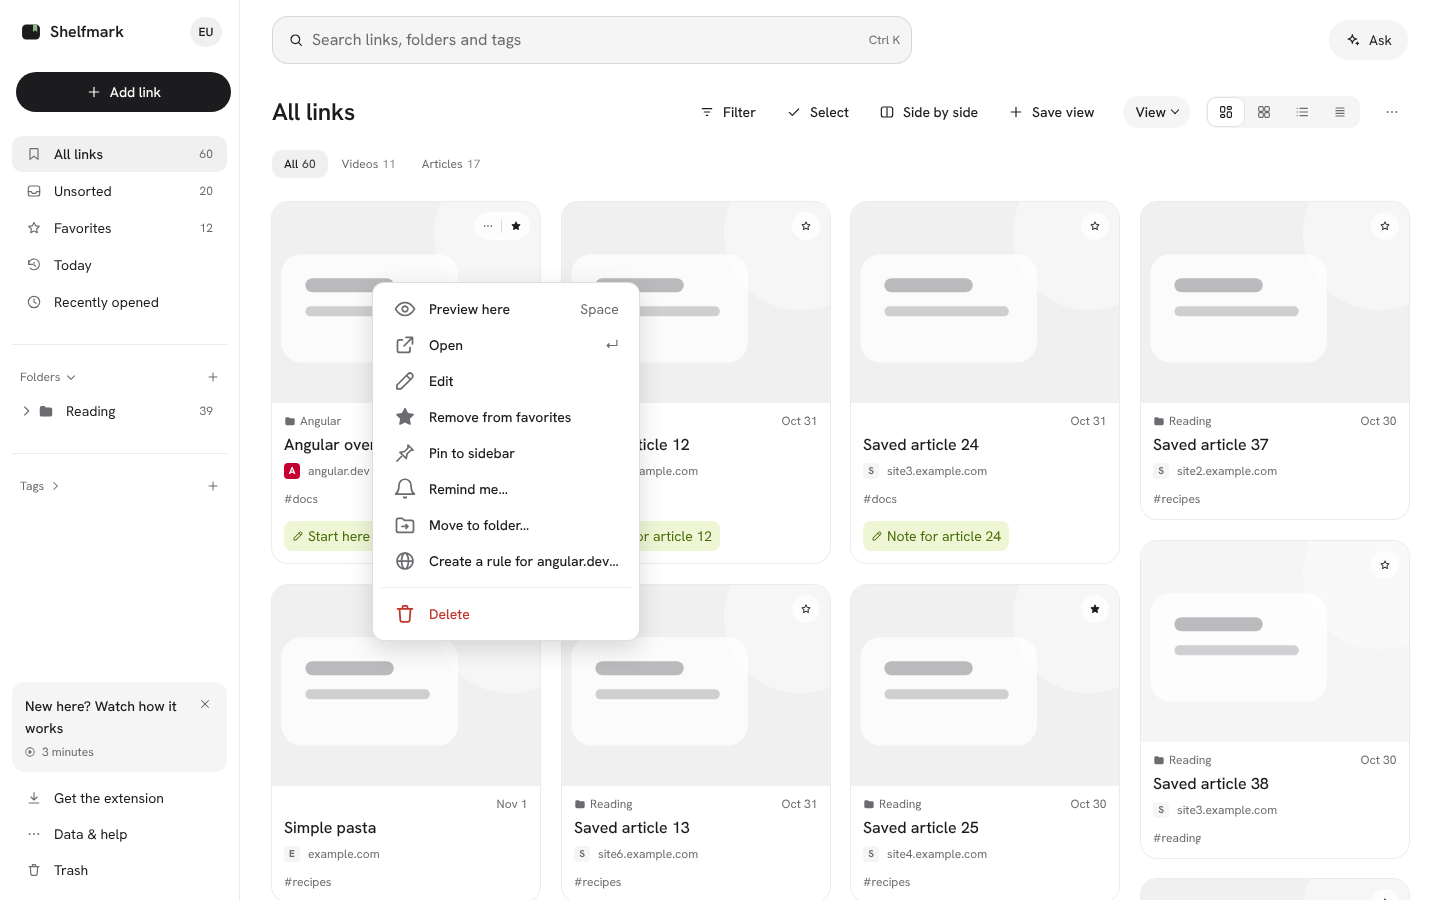 Shelfmark
EU
Add link
All links 60
Unsorted 20
Favorites 12
Today
Recently opened
Folders
Reading 39
Tags
New here? Watch how it
works
3 minutes
Get the extension
Data & help
Trash
Search links, folders and tags Ctrl K
Ask
All links
Filter Select Side by side Save view View
All 60 Videos 11 Articles 17
Preview here Space
Open
Edit
Remove from favorites
Pin to sidebar
Remind me...
Move to folder...
Create a rule for angular.dev...
Delete
Angular
Angular
A angular.dev
#docs
Start here
Oct 31
12
.com
article 12
Oct 31
Saved article 24
S site3.example.com
#docs
Note for article 24
Reading Oct 30
Saved article 37
S site2.example.com
#recipes
Nov 1
Simple pasta
E example.com
#recipes
Reading Oct 31
Saved article 13
S site6.example.com
#recipes
Reading Oct 30
Saved article 25
S site4.example.com
#recipes
Reading Oct 30
Saved article 38
S site3.example.com
#reading